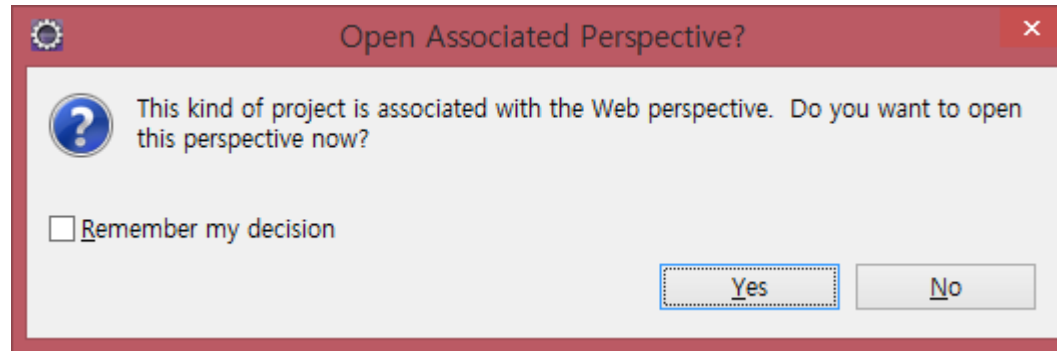 Open Associated Perspective?
This kind of project is associated with the Web perspective.  Do you want to open
this perspective now?
Remember my decision
Yes No